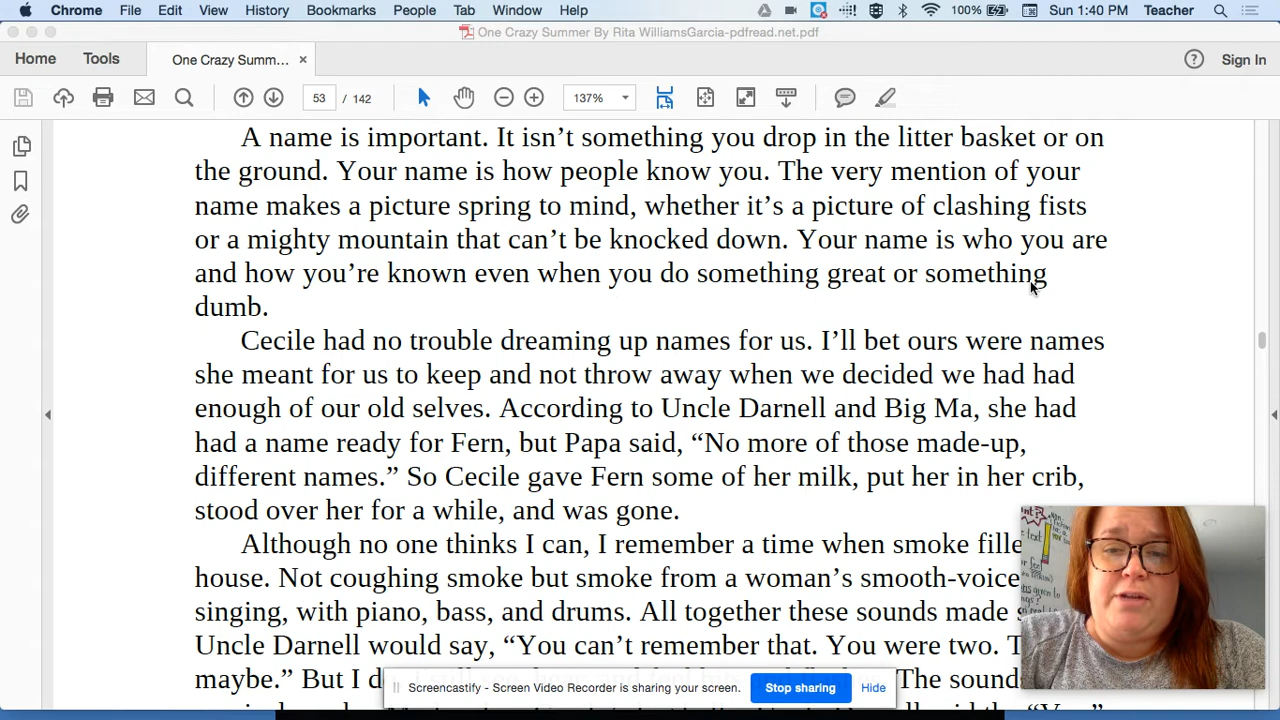 Chrome File Edit View History Bookmarks People Tab Window Help 100% Sun 1:40 PM Teacher
One Crazy Summer By Rita WilliamsGarcia-pdfread.net.pdf
Home Tools One Crazy Summ... × Sign In
53 / 142 137%
A name is important. It isn’t something you drop in the litter basket or on
the ground. Your name is how people know you. The very mention of your
name makes a picture spring to mind, whether it’s a picture of clashing fists
or a mighty mountain that can’t be knocked down. Your name is who you are
and how you’re known even when you do something great or something
dumb.
Cecile had no trouble dreaming up names for us. I’ll bet ours were names
she meant for us to keep and not throw away when we decided we had had
enough of our old selves. According to Uncle Darnell and Big Ma, she had
had a name ready for Fern, but Papa said, “No more of those made-up,
different names.” So Cecile gave Fern some of her milk, put her in her crib,
stood over her for a while, and was gone.
Although no one thinks I can, I remember a time when smoke fille
house. Not coughing smoke but smoke from a woman’s smooth-voice
singing, with piano, bass, and drums. All together these sounds made s
Uncle Darnell would say, “You can’t remember that. You were two. T
maybe.” But I d The sound
Screencastify - Screen Video Recorder is sharing your screen. Stop sharing Hide
text